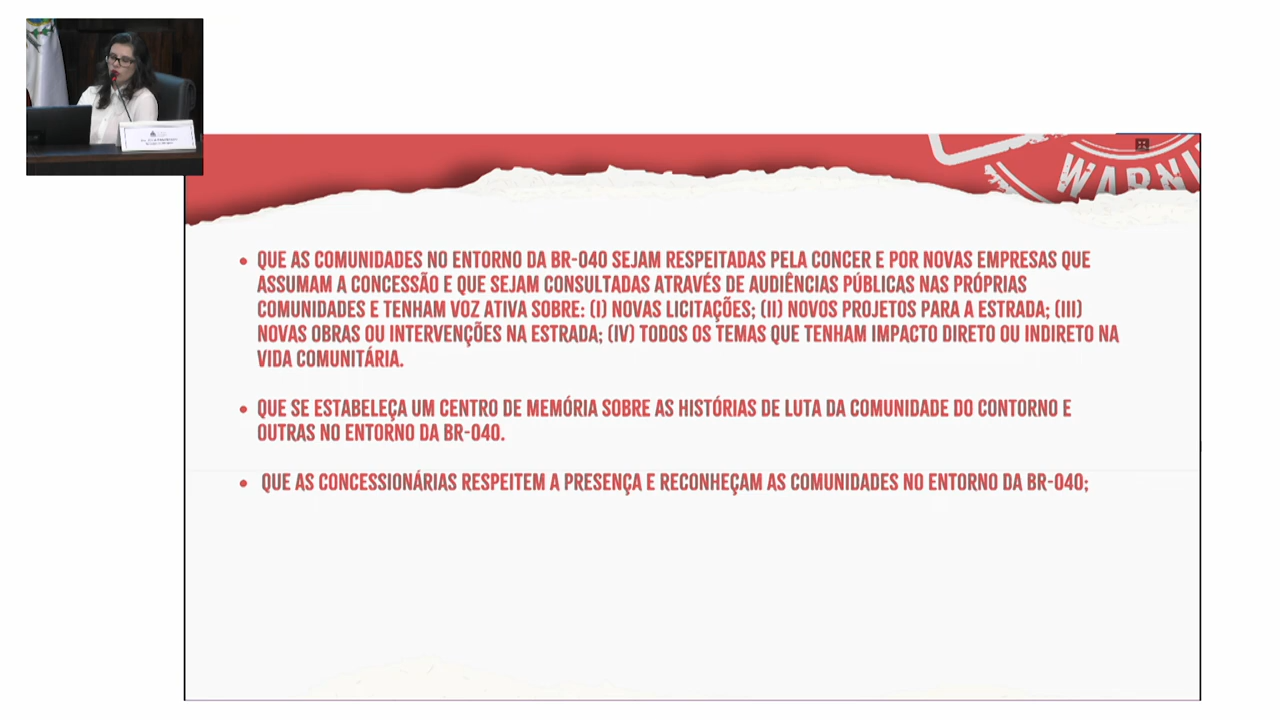 WARNI
• QUE AS COMUNIDADES NO ENTORNO DA BR-040 SEJAM RESPEITADAS PELA CONCER E POR NOVAS EMPRESAS QUE
ASSUMAM A CONCESSÃO E QUE SEJAM CONSULTADAS ATRAVÉS DE AUDIÊNCIAS PÚBLICAS NAS PRÓPRIAS
COMUNIDADES E TENHAM VOZ ATIVA SOBRE: (I) NOVAS LICITAÇÕES; (II) NOVOS PROJETOS PARA A ESTRADA; (III)
NOVAS OBRAS OU INTERVENÇÕES NA ESTRADA; (IV) TODOS OS TEMAS QUE TENHAM IMPACTO DIRETO OU INDIRETO NA
VIDA COMUNITÁRIA.
• QUE SE ESTABELEÇA UM CENTRO DE MEMÓRIA SOBRE AS HISTÓRIAS DE LUTA DA COMUNIDADE DO CONTORNO E
OUTRAS NO ENTORNO DA BR-040.
• QUE AS CONCESSIONÁRIAS RESPEITEM A PRESENÇA E RECONHEÇAM AS COMUNIDADES NO ENTORNO DA BR-040;